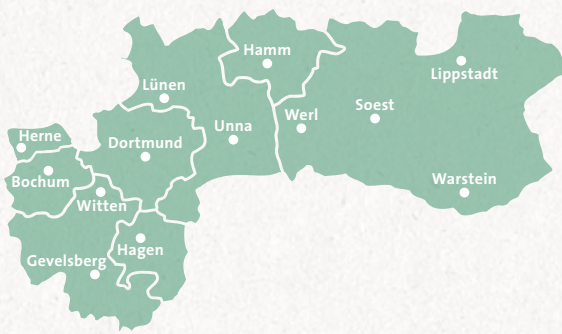 Hamm
Lippstadt
Lünen
Soest
Werl
Unna
Herne
Dortmund
Bochum
Warstein
Witten
Hagen
Gevelsberg